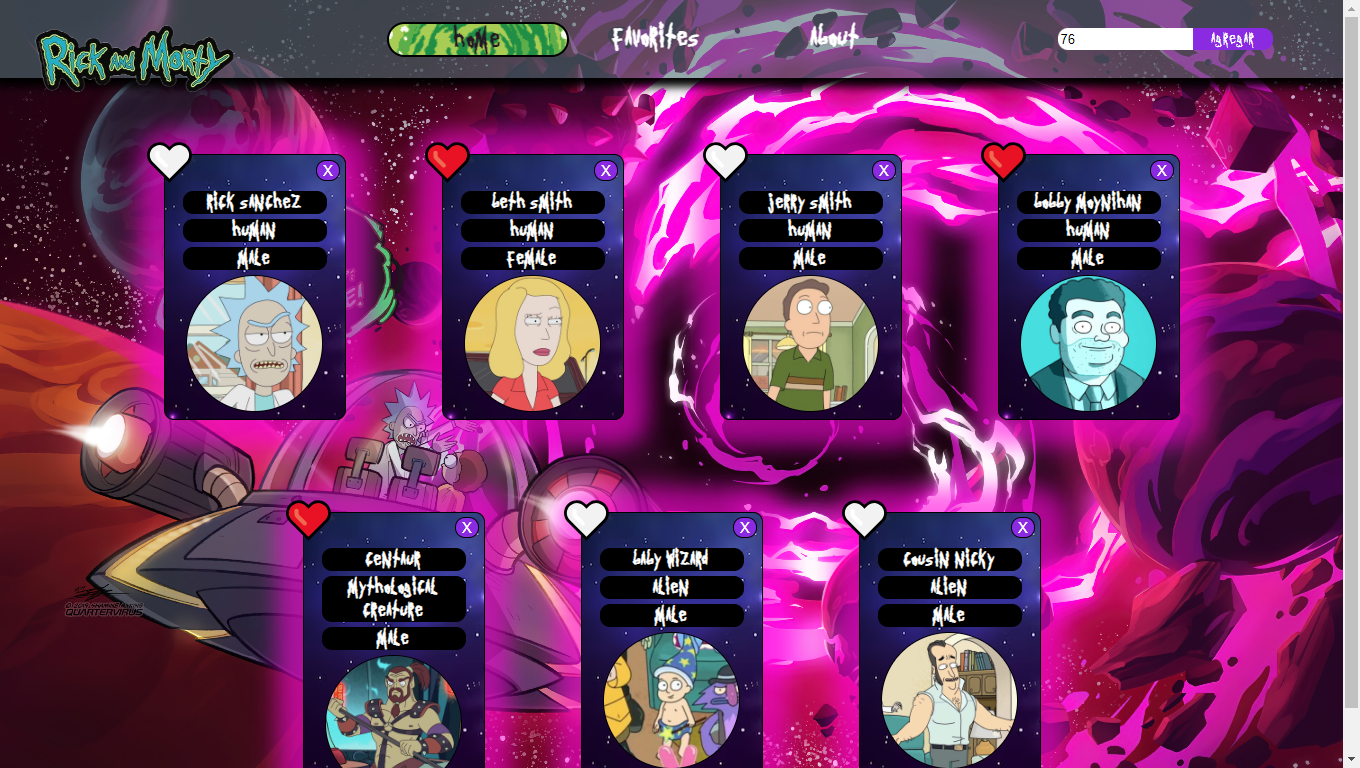 Rick and Morty
Home
Favorites
About
76
Agregar
X
Rick Sanchez
Human
Male
X
Beth Smith
Human
Female
X
Jerry Smith
Human
Male
X
Bobby Moynihan
Human
Male
X
Centaur
Mythological
Creature
Male
X
Baby Wizard
Alien
Male
X
Cousin Nicky
Alien
Male
QUARTERVIRUS